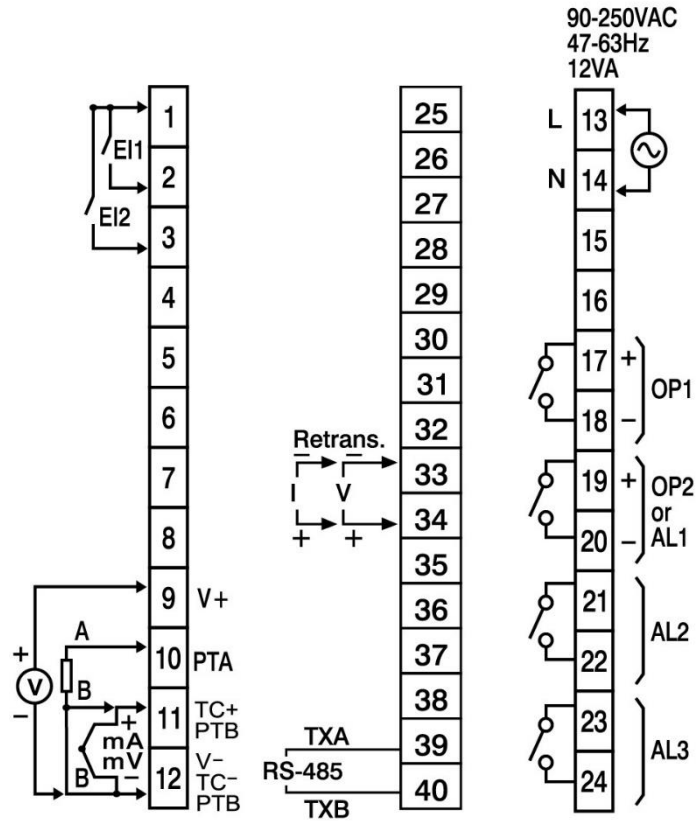 90-250VAC
47-63Hz
12VA
1
EI1
2
EI2
3
4
5
6
7
8
9 V+
+
V
−
A
10 PTA
B
11 TC+
PTB
+
mA
mV
−
B
12 V−
TC−
PTB
25
26
27
28
29
30
31
32
Retrans.
− −
33
I V
34
+ +
35
36
37
38
TXA
39
RS-485
40
TXB
L 13
N 14
15
16
17 +
OP1
18 −
19 +
OP2
or
AL1
20 −
21
AL2
22
23
AL3
24